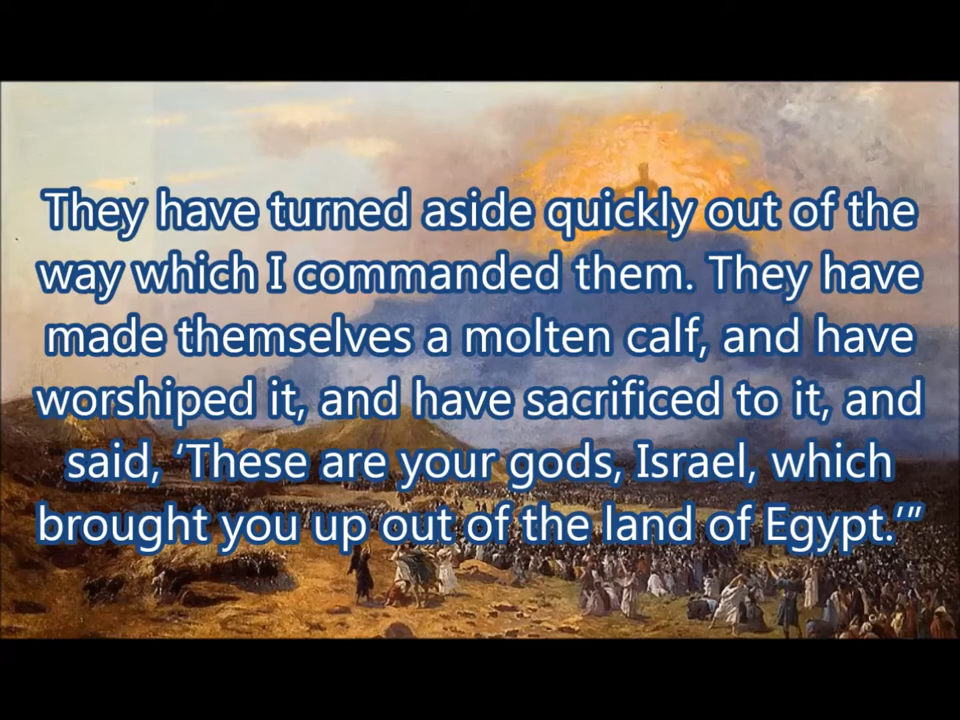 They have turned aside quickly out of the
way which I commanded them. They have
made themselves a molten calf, and have
worshiped it, and have sacrificed to it, and
said, ‘These are your gods, Israel, which
brought you up out of the land of Egypt.’”